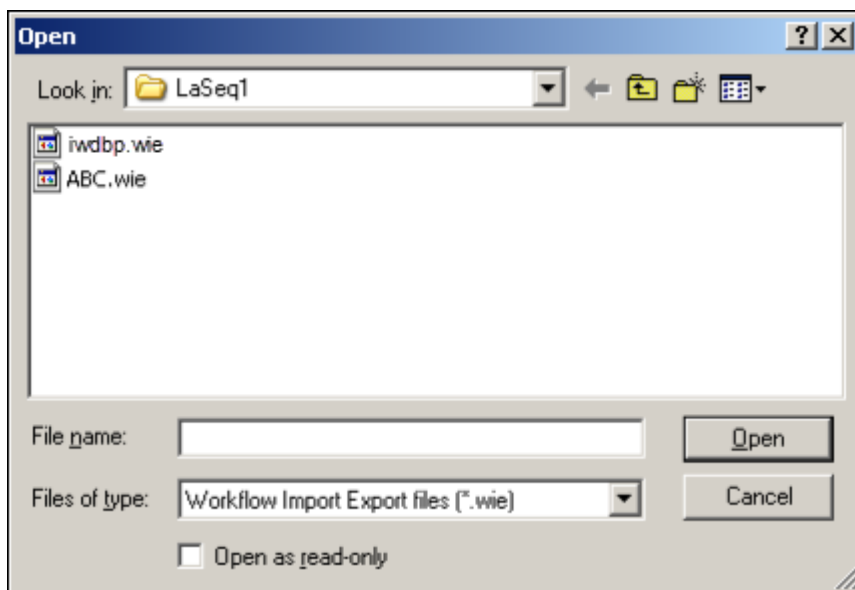 Open
Look in: LaSeq1
iwdbp.wie
ABC.wie
File name:
Open
Files of type: Workflow Import Export files (*.wie)
Cancel
Open as read-only